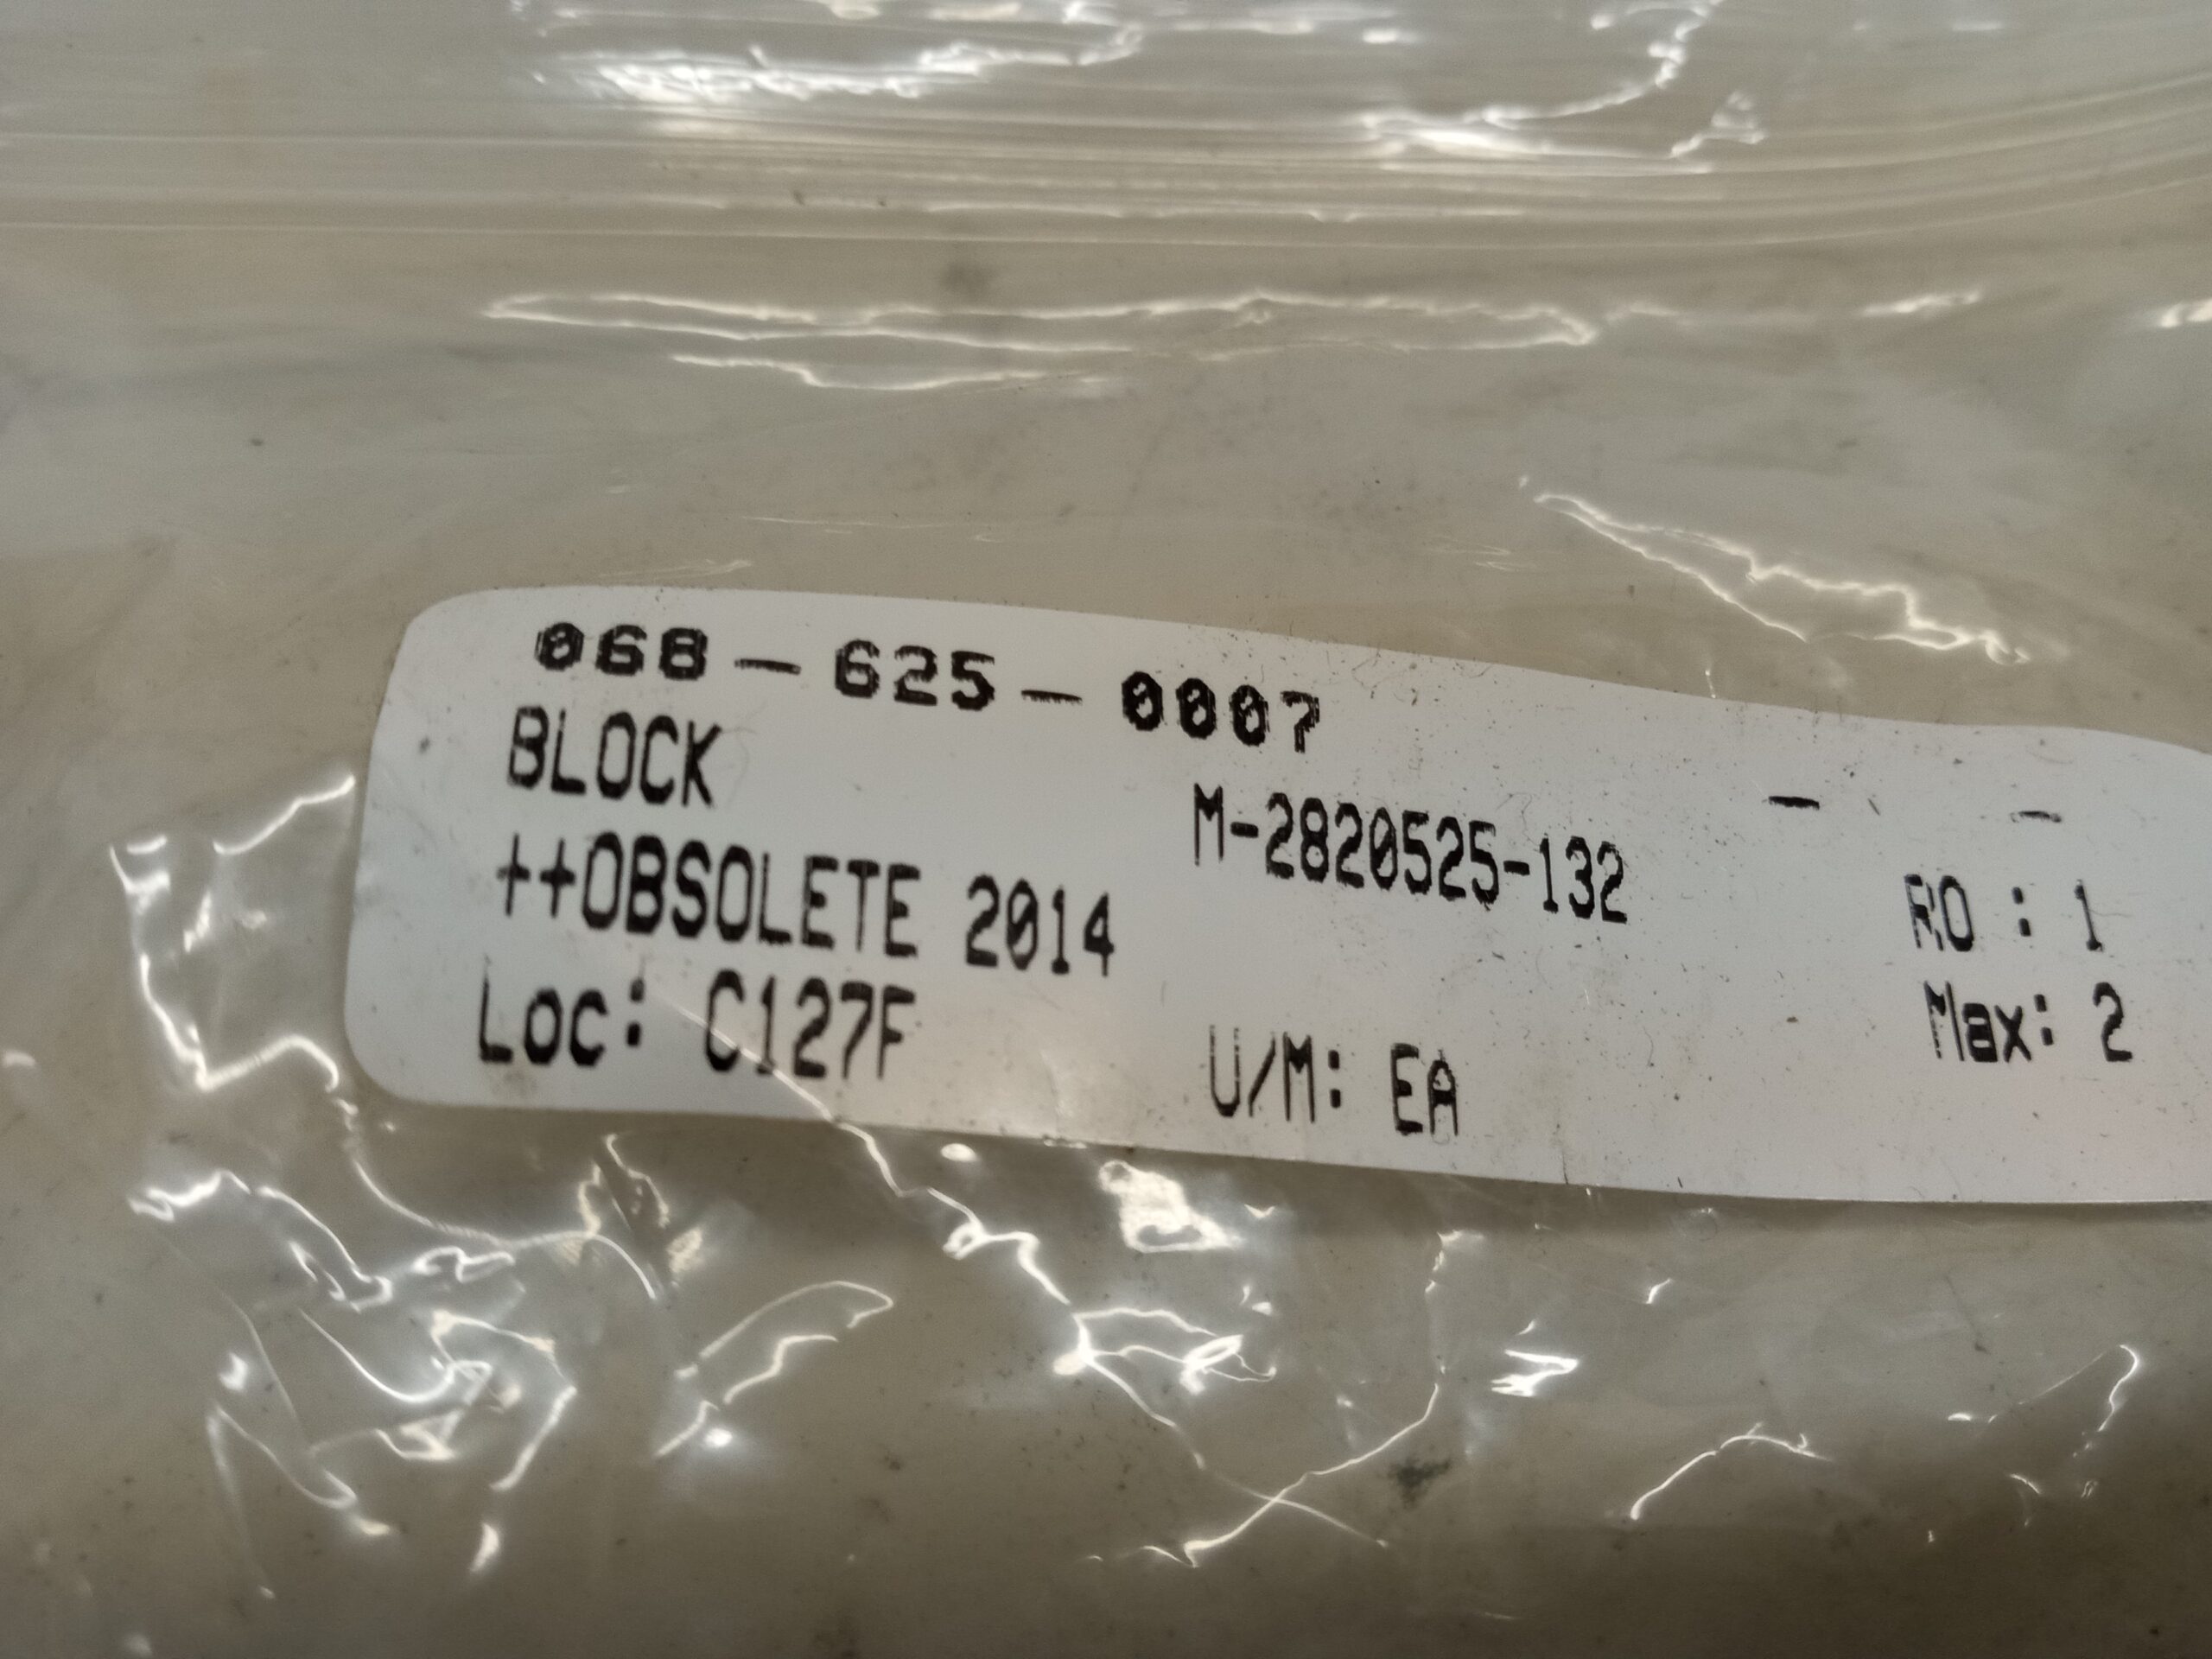 068-625-0007 - -
BLOCK M-2820525-132 RO : 1
++OBSOLETE 2014 Max: 2
Loc: C127F U/M: EA